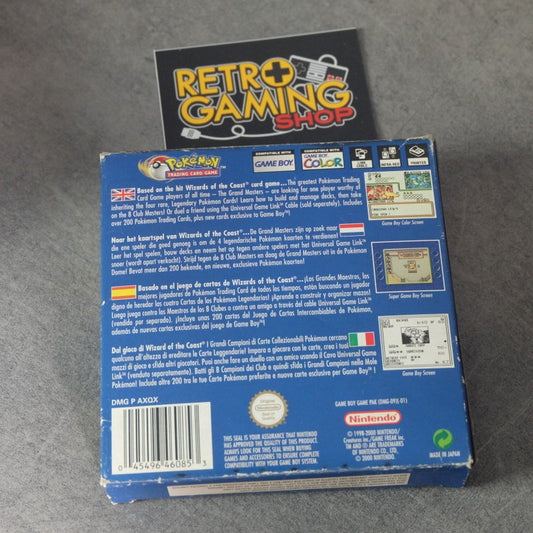 RETRO
GAMING
SHOP
Pokémon
TRADING CARD GAME
COMPATIBLE WITH
GAME BOY
COMPATIBLE WITH
GAME BOY
COLOR
PRINTER
Based on the hit Wizards of the Coast® card game...The greatest Pokémon Trading
Card Game players of all time — The Grand Masters — are looking for one player worthy of
inheriting the four rare, Legendary Pokémon Cards! Learn how to build and manage decks, then take
on the 8 Club Masters! Or duel a friend using the Universal Game Link Cable (sold separately). Includes
over 200 Pokémon Trading Cards, plus new cards exclusive to Game Boy™!
Game Boy Color Screen
Naar het kaartspel van Wizards of the Coast®...De Grand Masters zijn op zoek naar
die ene speler die goed genoeg is om de 4 legendarische Pokémon kaarten te verdienen!
Leer het spel spelen, bouw decks en neem het op tegen andere spelers met het Universal Game Link
snoer (wordt apart verkocht). Strijd tegen de 8 Club Masters en daag de Grand Masters uit in de Pokémon
Dome! Bevat meer dan 200 bekende, en nieuwe, exclusieve Pokémon kaarten!
Super Game Boy Screen
Basado en el juego de cartas de Wizards of the Coast®. ¡Los Grandes Maestros, los
mejores jugadores de Pokémon Trading Card de todos los tiempos, están buscando un jugador
digno de heredar las cuatro Cartas de Pokémon Legendarias! ¡Aprende a construir y organizar mazos!
Luego juega contra los Maestros de los 8 Clubes o contra un amigo a través del cable Universal Game Link
(vendido por separado). ¡Incluye unas 200 cartas del Juego de Cartas Intercambiables de Pokémon,
además de nuevas cartas exclusivas del juego de Game Boy™!
Dal gioco di Wizard of the Coast® I Grandi Campioni di Carte Collezionabili Pokémon cercano
qualcuno all'altezza di ereditare le Carte Leggendarie! Impara a giocare con le carte, crea i tuoi
mezzi di gioco e sfida altri giocatori. Puoi anche fare un duello con un amico usando il Cavo Universal Game
Link (venduto separatamente). Batti gli 8 Campioni dei Club e quindi sfida i Grandi Campioni nella
Pokémon! Include oltre 200 tra le tue Carte Pokémon preferite e nuove carte esclusive per Game Boy™!
Game Boy Screen
DMG P AXQX
0 45496 46085 3
Original
Nintendo
THIS SEAL IS YOUR ASSURANCE THAT NINTENDO
HAS APPROVED THE QUALITY OF THIS PRODUCT.
ALWAYS LOOK FOR THIS SEAL WHEN BUYING
GAMES AND ACCESSORIES TO ENSURE COMPLETE
COMPATIBILITY WITH YOUR GAME BOY SYSTEM.
Nintendo
© 1998-2000 Nintendo/
Creatures inc./GAME FREAK inc.
TM AND ® ARE TRADEMARKS
OF NINTENDO CO., LTD.
© 2000 NINTENDO.
MADE IN JAPAN